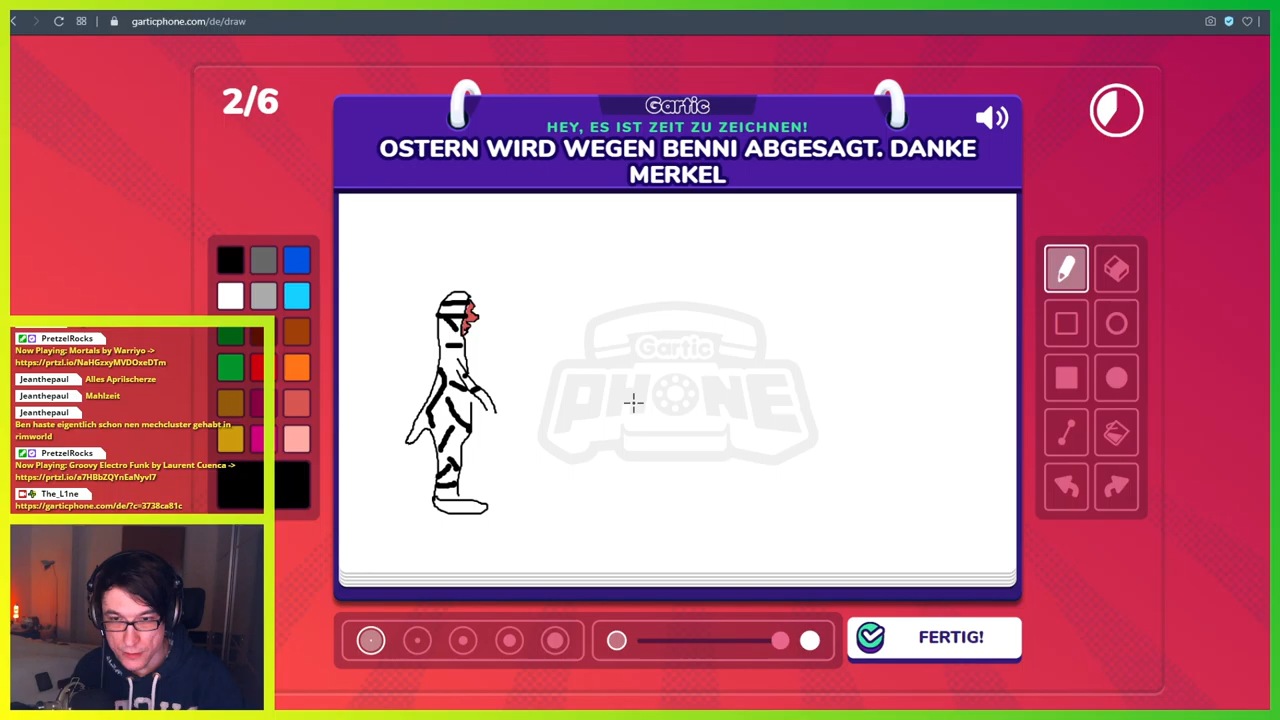 garticphone.com/de/draw
2/6
Gartic
HEY, ES IST ZEIT ZU ZEICHNEN!
OSTERN WIRD WEGEN BENNI ABGESAGT. DANKE
MERKEL
Gartic
PHONE
PretzelRocks
Now Playing: Mortals by Warriyo ->
https://prtzl.io/NaHGzxyMVDOxeDTm
Jeanthepaul Alles Aprilscherze
Jeanthepaul Mahlzeit
Jeanthepaul
Ben haste eigentlich schon nen mechcluster gehabt in
rimworld
PretzelRocks
Now Playing: Groovy Electro Funk by Laurent Cuenca ->
https://prtzl.io/a7HBbZQYnEaNyvl7
The_L1ne
https://garticphone.com/de/?c=3738ca81c
FERTIG!